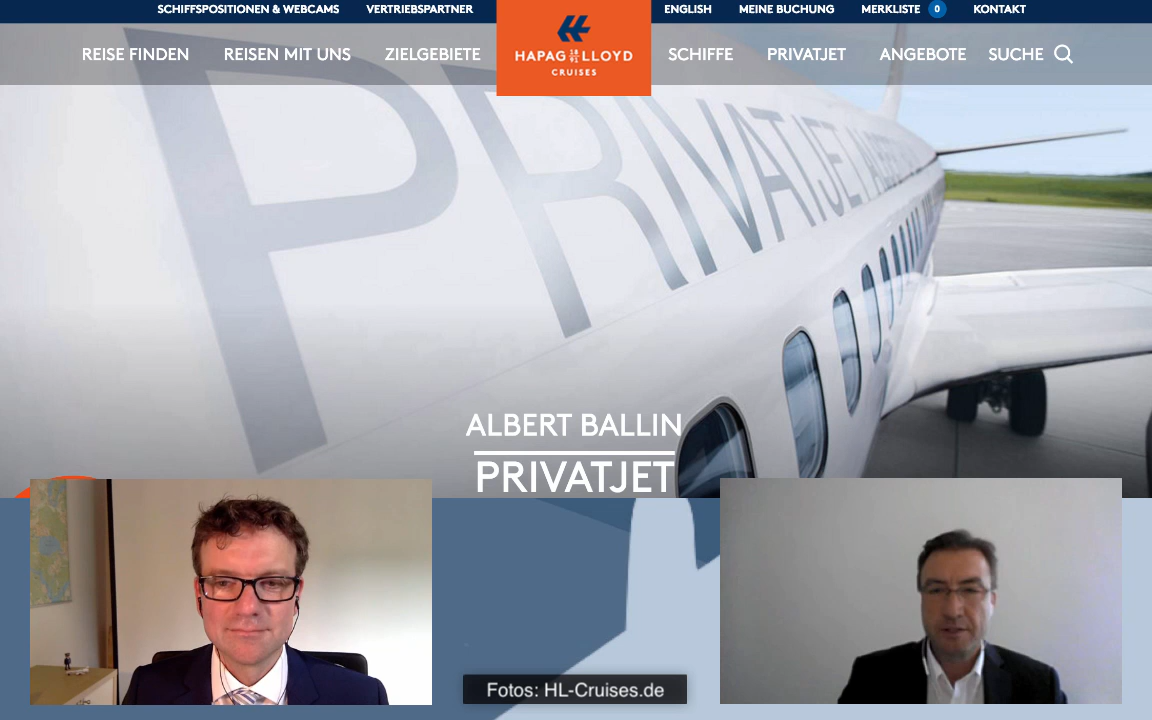 SCHIFFSPOSITIONEN & WEBCAMS VERTRIEBSPARTNER ENGLISH MEINE BUCHUNG MERKLISTE 0 KONTAKT
REISE FINDEN REISEN MIT UNS ZIELGEBIETE SCHIFFE PRIVATJET ANGEBOTE SUCHE
HAPAG LLOYD
CRUISES
PRIVATJET ALBERT
ALBERT BALLIN
PRIVATJET
Fotos: HL-Cruises.de